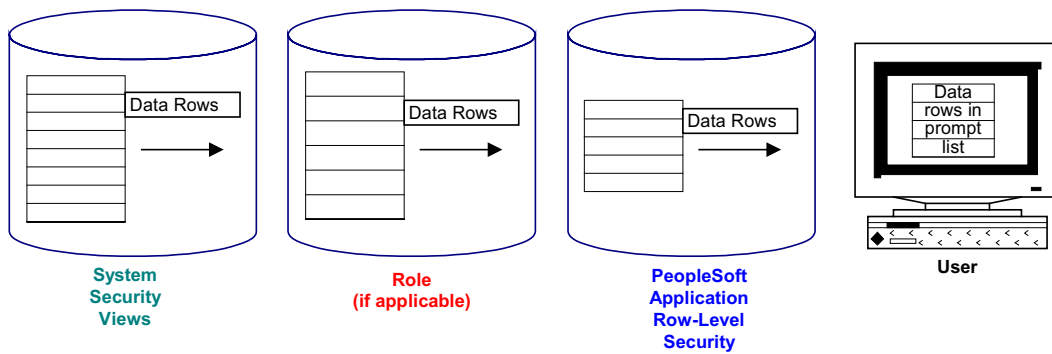 Data Rows
Data Rows
Data Rows
Data
rows in
prompt
list
System
Security
Views
Role
(if applicable)
PeopleSoft
Application
Row-Level
Security
User